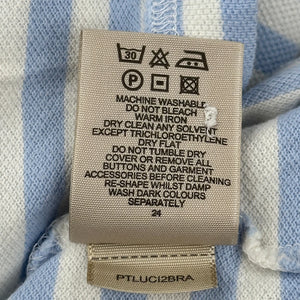 30
P
MACHINE WASHABLE
DO NOT BLEACH
WARM IRON
DRY CLEAN ANY SOLVENT
EXCEPT TRICHLOROETHYLENE
DRY FLAT
DO NOT TUMBLE DRY
COVER OR REMOVE ALL
BUTTONS AND GARMENT
ACCESSORIES BEFORE CLEANING
RE-SHAPE WHILST DAMP
WASH DARK COLOURS
SEPARATELY
24
PTLUCI2BRA